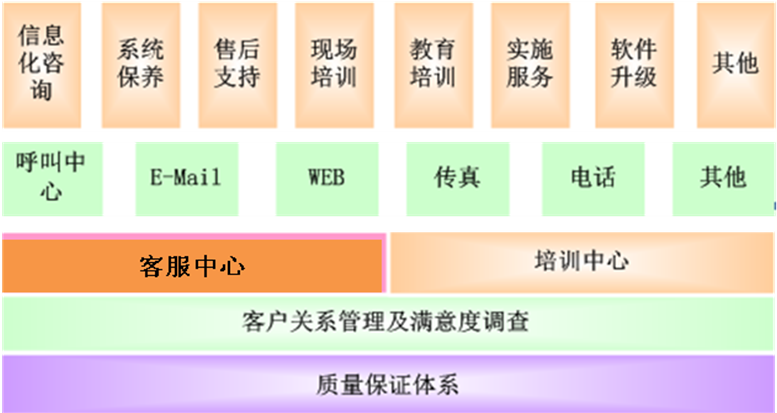 信息
化咨
询
系统
保养
售后
支持
现场
培训
教育
培训
实施
服务
软件
升级
其他
呼叫中
心
E-Mail
WEB
传真
电话
其他
客服中心
培训中心
客户关系管理及满意度调查
质量保证体系